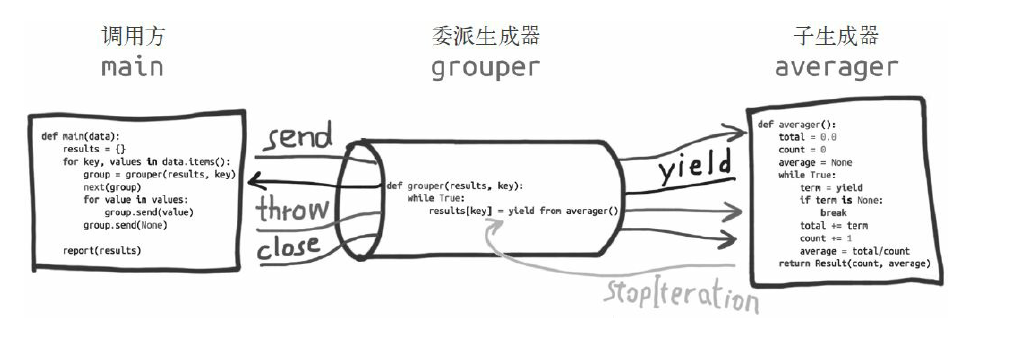 调用方
main
委派生成器
grouper
子生成器
averager
def main(data):
    results = {}
    for key, values in data.items():
        group = grouper(results, key)
        next(group)
        for value in values:
            group.send(value)
        group.send(None)
    report(results)
send
throw
close
def grouper(results, key):
    while True:
        results[key] = yield from averager()
yield
StopIteration
def averager():
    total = 0.0
    count = 0
    average = None
    while True:
        term = yield
        if term is None:
            break
        total += term
        count += 1
        average = total/count
    return Result(count, average)